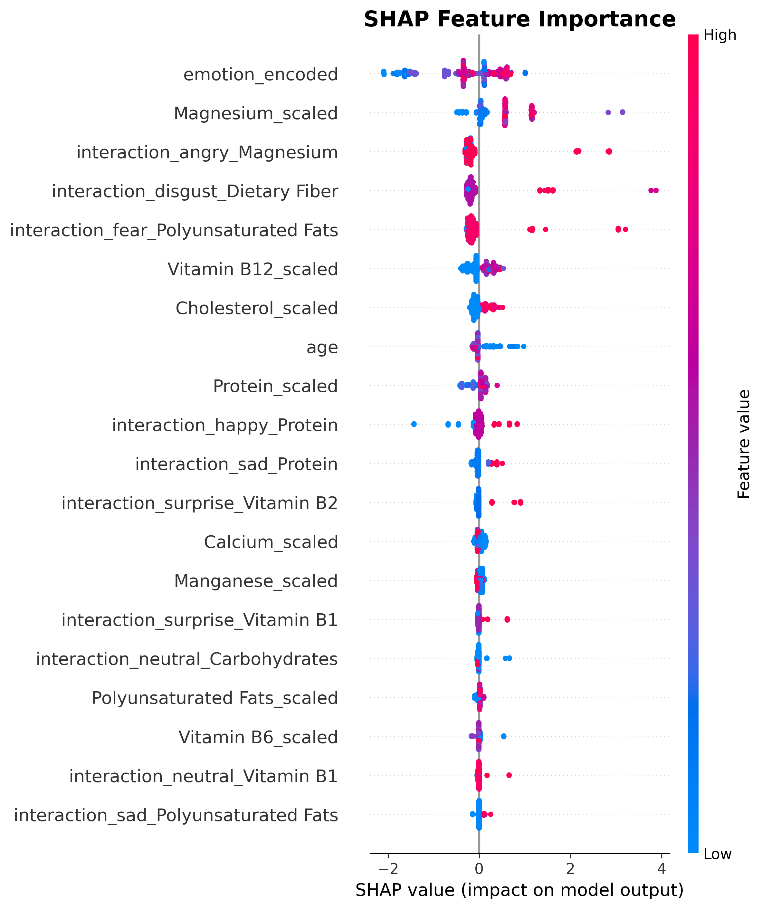 SHAP Feature Importance
High
emotion_encoded
Magnesium_scaled
interaction_angry_Magnesium
interaction_disgust_Dietary Fiber
interaction_fear_Polyunsaturated Fats
Vitamin B12_scaled
Cholesterol_scaled
age
Protein_scaled
interaction_happy_Protein
interaction_sad_Protein
interaction_surprise_Vitamin B2
Calcium_scaled
Manganese_scaled
interaction_surprise_Vitamin B1
interaction_neutral_Carbohydrates
Polyunsaturated Fats_scaled
Vitamin B6_scaled
interaction_neutral_Vitamin B1
interaction_sad_Polyunsaturated Fats
Feature value
Low
−2 0 2 4
SHAP value (impact on model output)